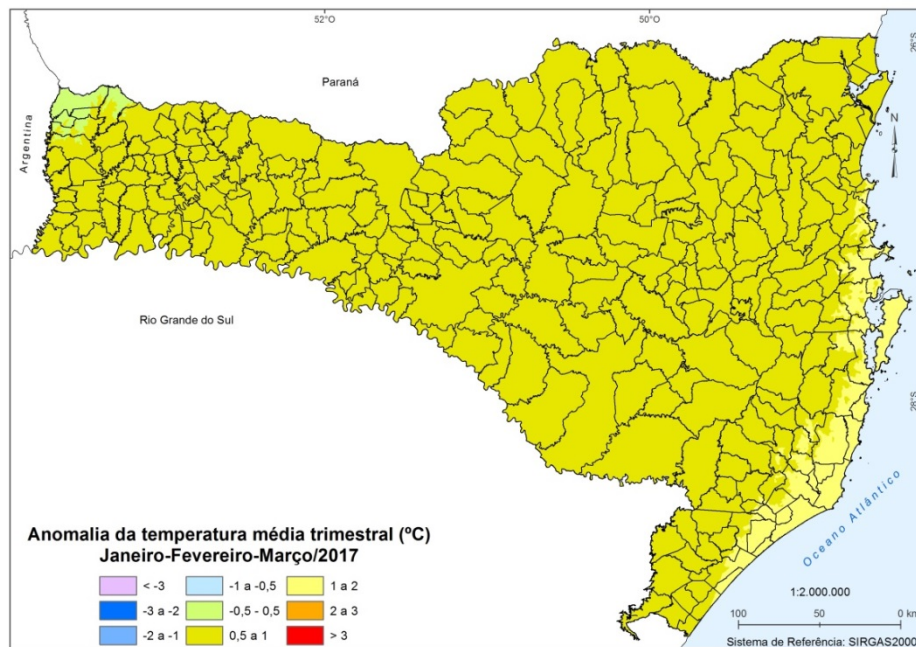 52°O
50°O
26°S
Paraná
Argentina
N
Rio Grande do Sul
28°S
Oceano Atlântico
Anomalia da temperatura média trimestral (ºC)
Janeiro-Fevereiro-Março/2017
< -3
-1 a -0,5
1 a 2
-3 a -2
-0,5 - 0,5
2 a 3
-2 a -1
0,5 a 1
> 3
1:2.000.000
100 50 0 km
Sistema de Referência: SIRGAS2000